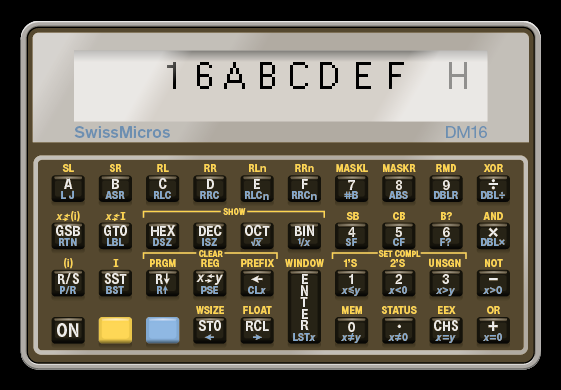 16ABCDEF H
SwissMicros DM16
SL SR RL RR RLn RRn MASKL MASKR RMD XOR
A B C D E F 7 8 9 ÷
L J ASR RLC RRC RLCn RRCn #B ABS DBLR DBL÷
x⇄(i) x⇄I SHOW SB CB B? AND
GSB GTO HEX DEC OCT BIN 4 5 6 ×
RTN LBL DSZ ISZ √x 1/x SF CF F? DBL×
CLEAR SET COMPL
(i) I PRGM REG PREFIX WINDOW 1'S 2'S UNSGN NOT
R/S SST R↓ x⇄y ← ENTER 1 2 3 −
P/R BST R↑ PSE CLx x≤y x<0 x>y x>0
WSIZE FLOAT MEM STATUS EEX OR
ON STO RCL 0 · CHS +
← → LSTx x≠y x≠0 x=y x=0